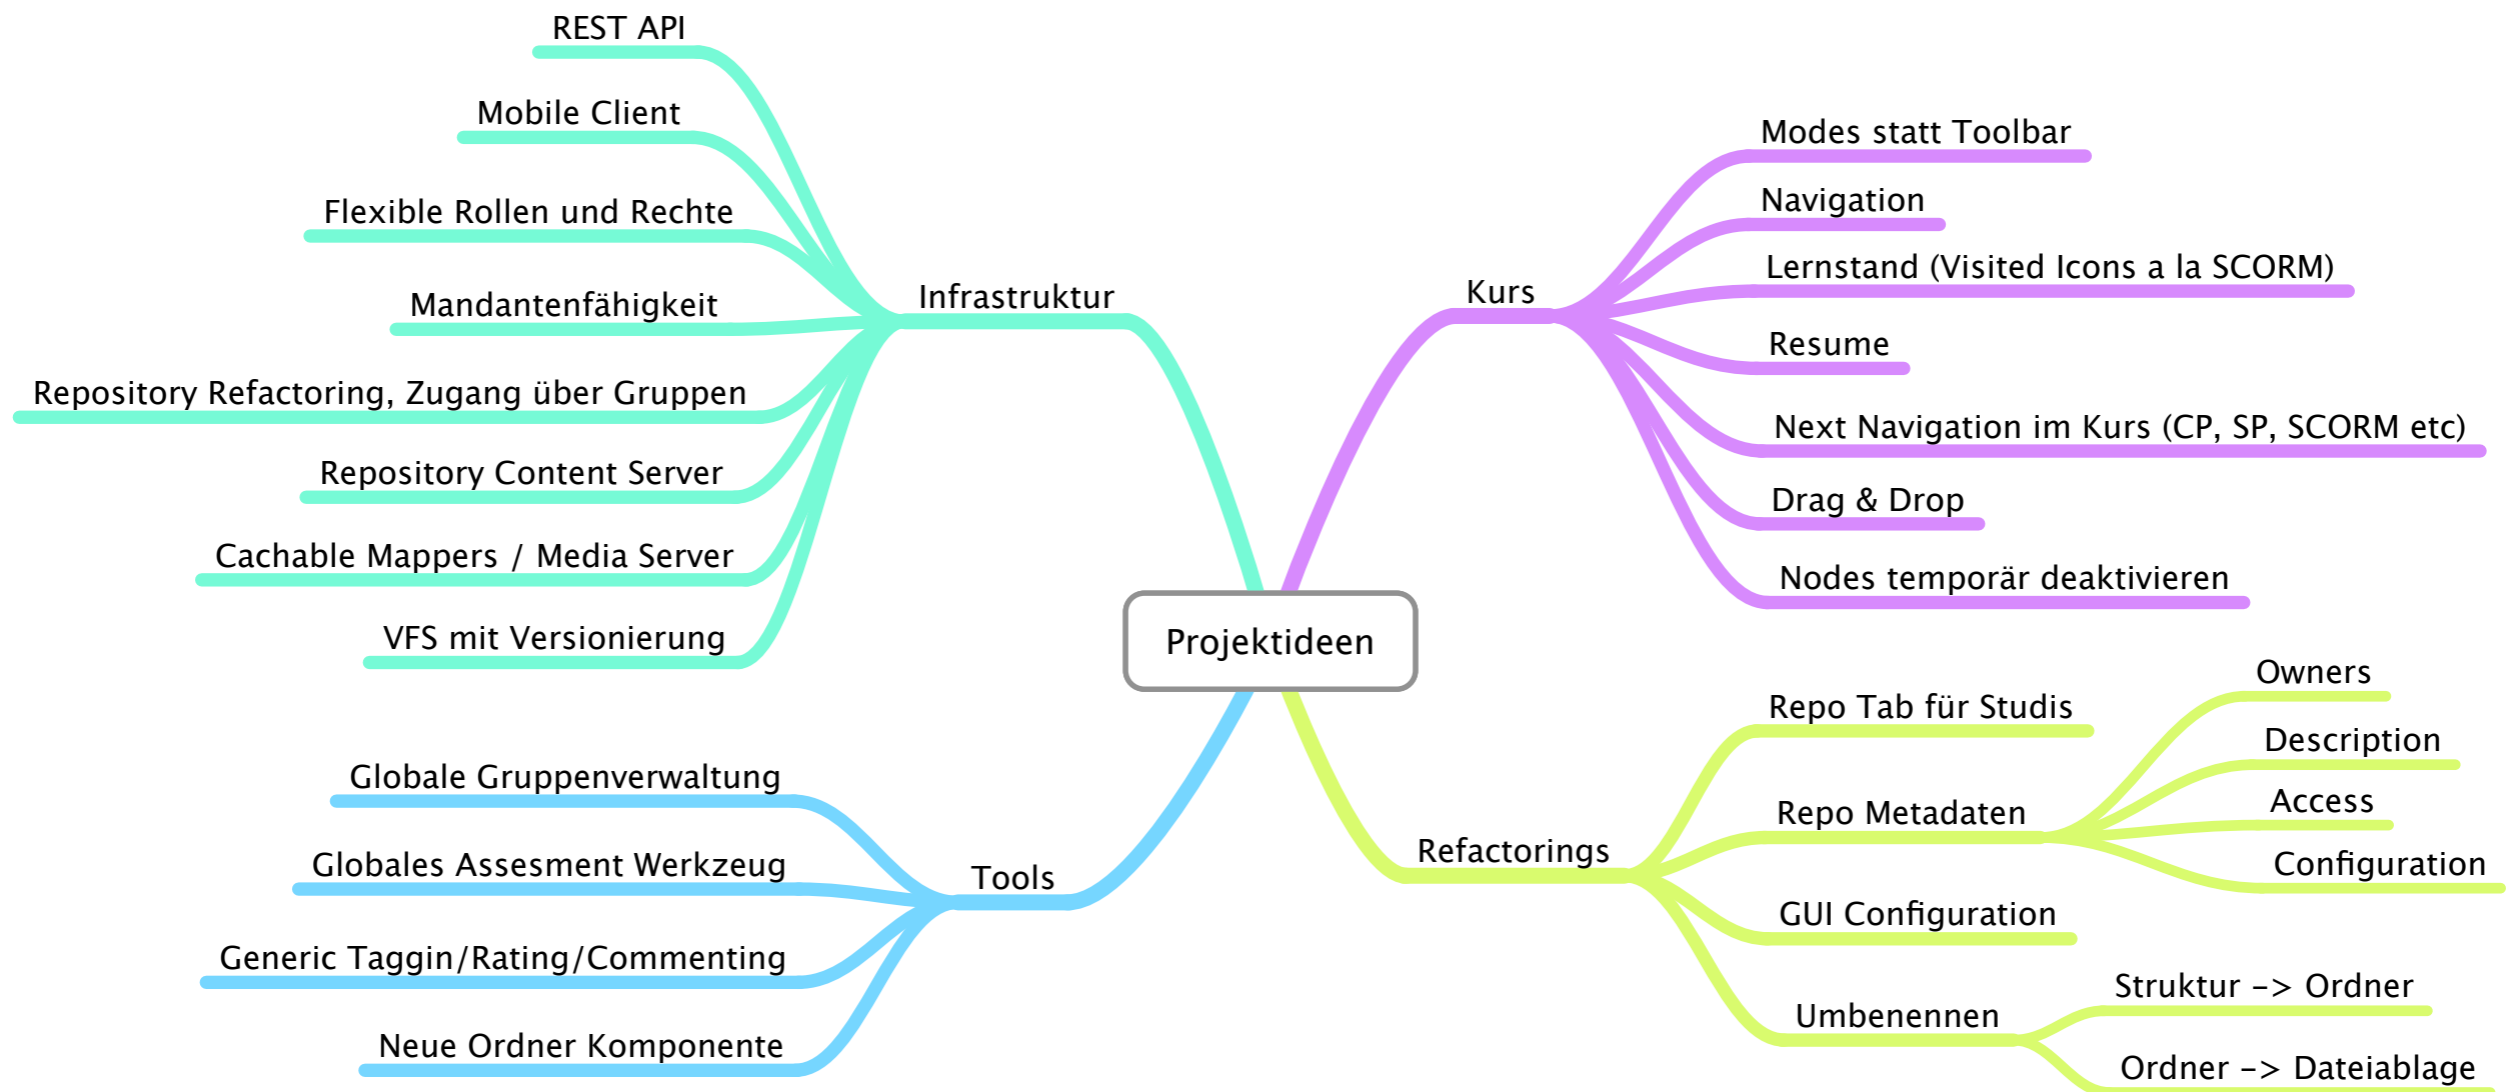 REST API
Mobile Client
Flexible Rollen und Rechte
Mandantenfähigkeit
Repository Refactoring, Zugang über Gruppen
Repository Content Server
Cachable Mappers / Media Server
VFS mit Versionierung
Infrastruktur
Globale Gruppenverwaltung
Globales Assesment Werkzeug
Generic Taggin/Rating/Commenting
Neue Ordner Komponente
Tools
Projektideen
Kurs
Modes statt Toolbar
Navigation
Lernstand (Visited Icons a la SCORM)
Resume
Next Navigation im Kurs (CP, SP, SCORM etc)
Drag & Drop
Nodes temporär deaktivieren
Refactorings
Repo Tab für Studis
Repo Metadaten
Owners
Description
Access
Configuration
GUI Configuration
Umbenennen
Struktur -> Ordner
Ordner -> Dateiablage